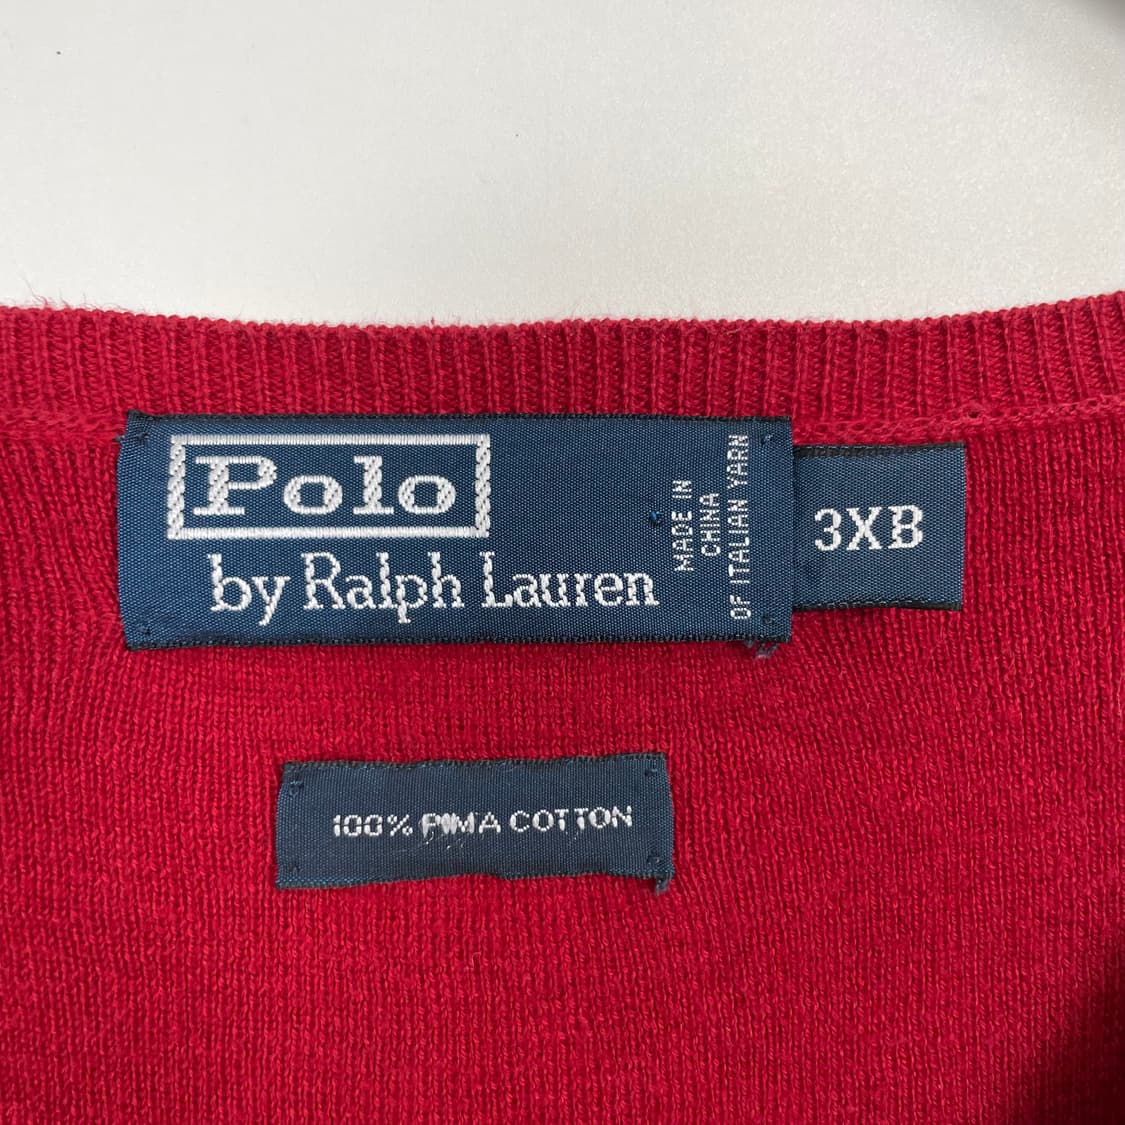 Polo
by Ralph Lauren
MADE IN
CHINA
OF ITALIAN YARN
3XB
100% PIMA COTTON